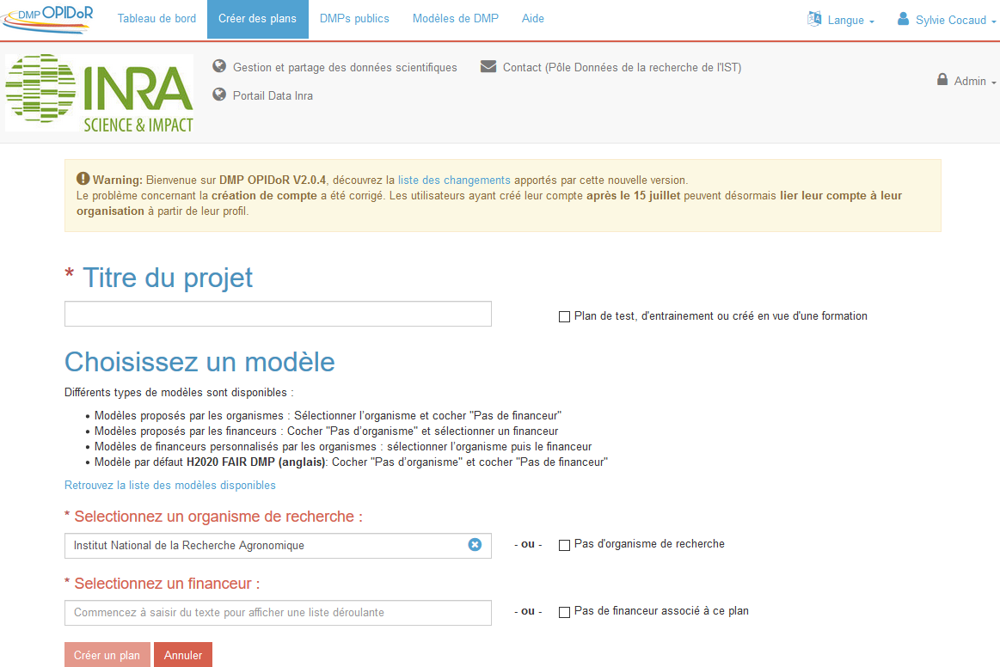 DMP OPIDoR
Tableau de bord
Créer des plans
DMPs publics
Modèles de DMP
Aide
Langue
Sylvie Cocaud
INRA
SCIENCE & IMPACT
Gestion et partage des données scientifiques
Contact (Pôle Données de la recherche de l'IST)
Portail Data Inra
Admin
Warning: Bienvenue sur DMP OPIDoR V2.0.4, découvrez la liste des changements apportés par cette nouvelle version.
Le problème concernant la création de compte a été corrigé. Les utilisateurs ayant créé leur compte après le 15 juillet peuvent désormais lier leur compte à leur
organisation à partir de leur profil.
* Titre du projet
Plan de test, d'entrainement ou créé en vue d'une formation
Choisissez un modèle
Différents types de modèles sont disponibles :
• Modèles proposés par les organismes : Sélectionner l'organisme et cocher "Pas de financeur"
• Modèles proposés par les financeurs : Cocher "Pas d'organisme" et sélectionner un financeur
• Modèles de financeurs personnalisés par les organismes : sélectionner l'organisme puis le financeur
• Modèle par défaut H2020 FAIR DMP (anglais): Cocher "Pas d'organisme" et cocher "Pas de financeur"
Retrouvez la liste des modèles disponibles
* Selectionnez un organisme de recherche :
Institut National de la Recherche Agronomique
- ou -
Pas d'organisme de recherche
* Selectionnez un financeur :
Commencez à saisir du texte pour afficher une liste déroulante
- ou -
Pas de financeur associé à ce plan
Créer un plan
Annuler